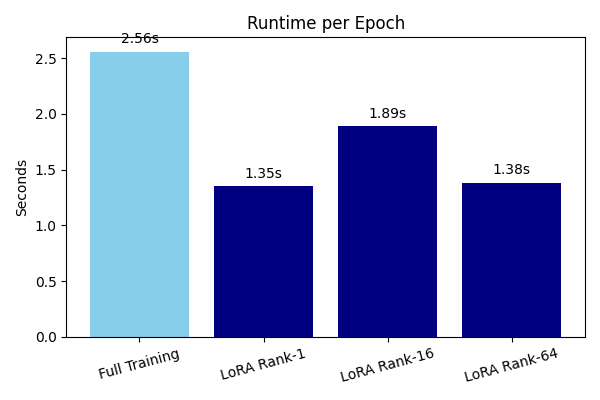 Runtime per Epoch
2.56s
1.35s
1.89s
1.38s
Seconds
2.5
2.0
1.5
1.0
0.5
0.0
Full Training
LoRA Rank-1
LoRA Rank-16
LoRA Rank-64